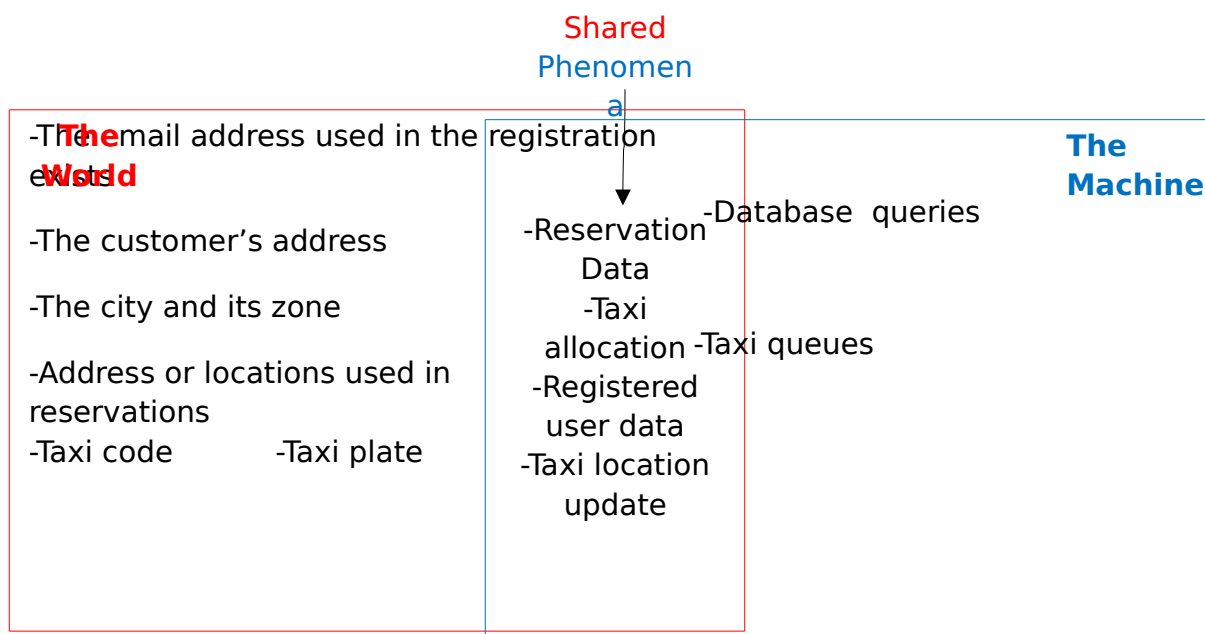 Shared
Phenomen
a
The
World
-The mail address used in the registration
exists
-The customer’s address
-The city and its zone
-Address or locations used in
reservations
-Taxi code -Taxi plate
-Reservation
Data
-Taxi
allocation
-Registered
user data
-Taxi location
update
-Database queries
-Taxi queues
The
Machine